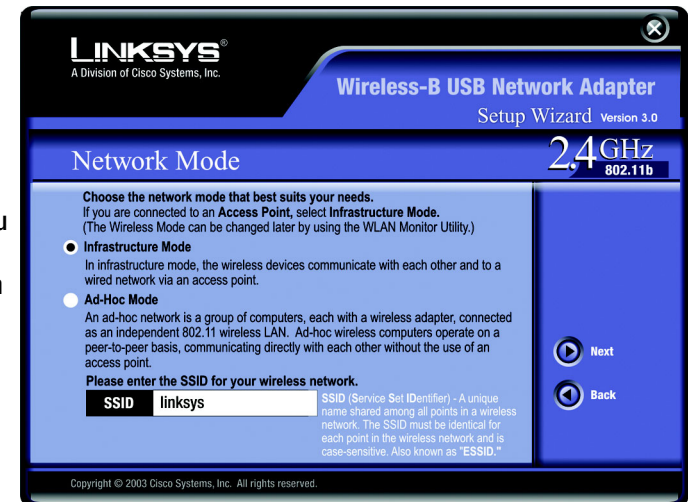 LINKSYS®
A Division of Cisco Systems, Inc.
Wireless-B USB Network Adapter
Setup Wizard Version 3.0
Network Mode
2.4 GHz
802.11b
Choose the network mode that best suits your needs.
If you are connected to an Access Point, select Infrastructure Mode.
(The Wireless Mode can be changed later by using the WLAN Monitor Utility.)
Infrastructure Mode
In infrastructure mode, the wireless devices communicate with each other and to a
wired network via an access point.
Ad-Hoc Mode
An ad-hoc network is a group of computers, each with a wireless adapter, connected
as an independent 802.11 wireless LAN. Ad-hoc wireless computers operate on a
peer-to-peer basis, communicating directly with each other without the use of an
access point.
Please enter the SSID for your wireless network.
SSID linksys
SSID (Service Set IDentifier) - A unique
name shared among all points in a wireless
network. The SSID must be identical for
each point in the wireless network and is
case-sensitive. Also known as "ESSID."
Next
Back
Copyright © 2003 Cisco Systems, Inc. All rights reserved.